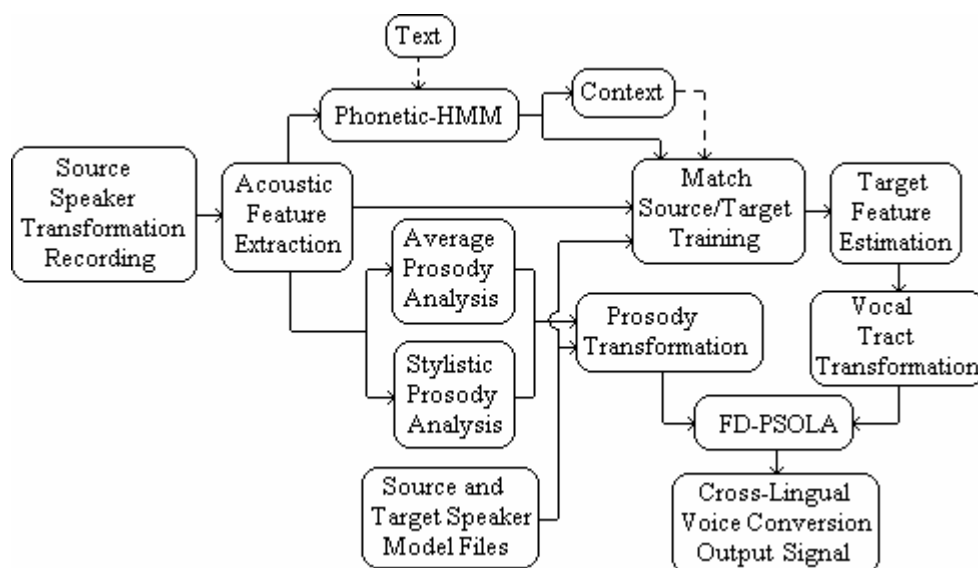 Text
Phonetic-HMM
Context
Source
Speaker
Transformation
Recording
Acoustic
Feature
Extraction
Match
Source/Target
Training
Target
Feature
Estimation
Average
Prosody
Analysis
Prosody
Transformation
Vocal
Tract
Transformation
Stylistic
Prosody
Analysis
FD-PSOLA
Source and
Target Speaker
Model Files
Cross-Lingual
Voice Conversion
Output Signal